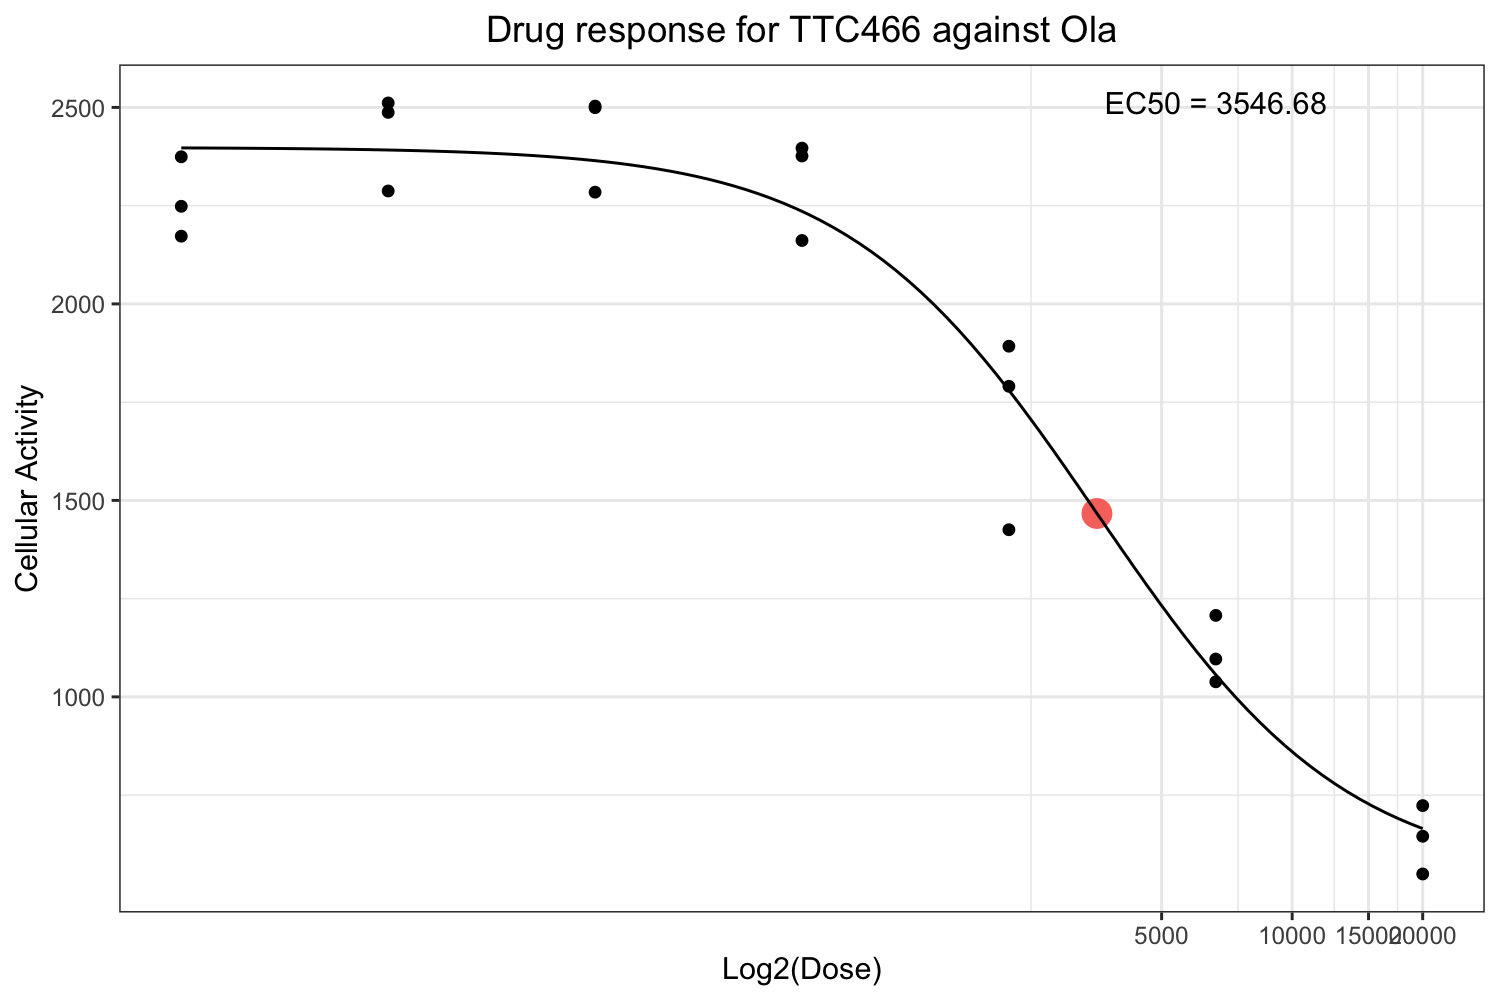 Drug response for TTC466 against Ola
EC50 = 3546.68
2500
2000
1500
1000
Cellular Activity
5000 10000 15000 20000
Log2(Dose)